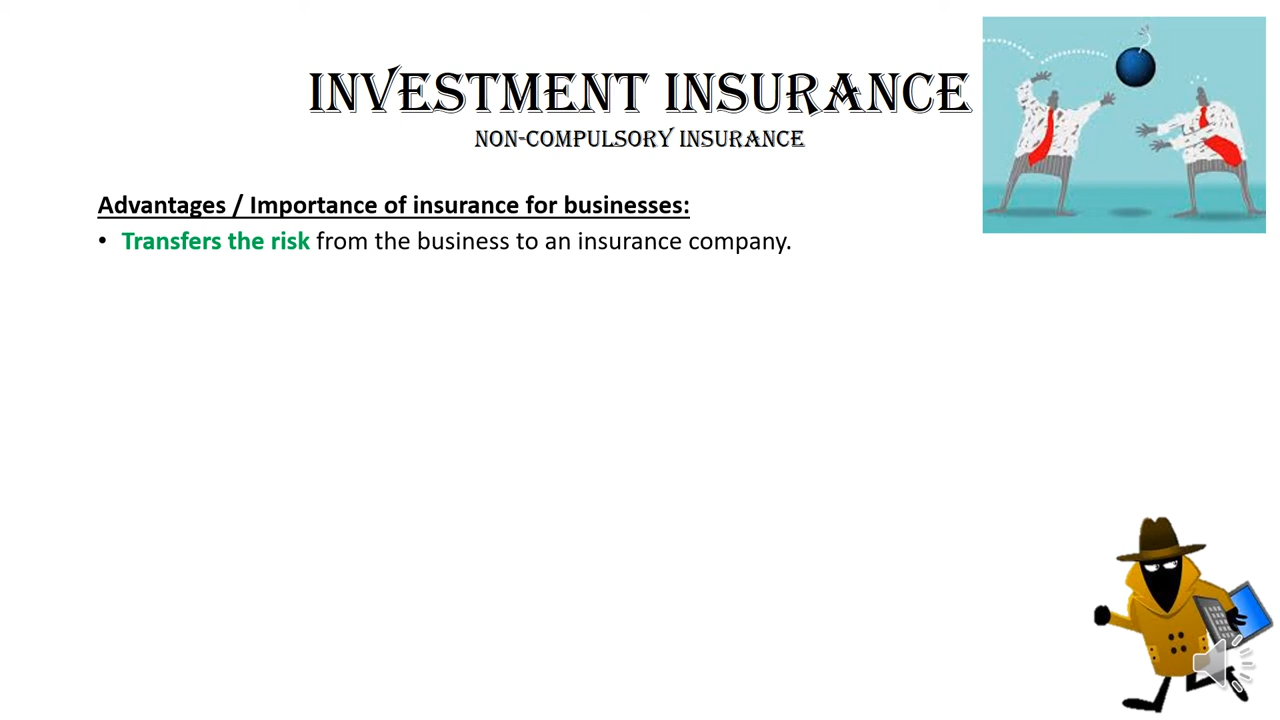 INVESTMENT INSURANCE
NON-COMPULSORY INSURANCE
Advantages / Importance of insurance for businesses:
• Transfers the risk from the business to an insurance company.